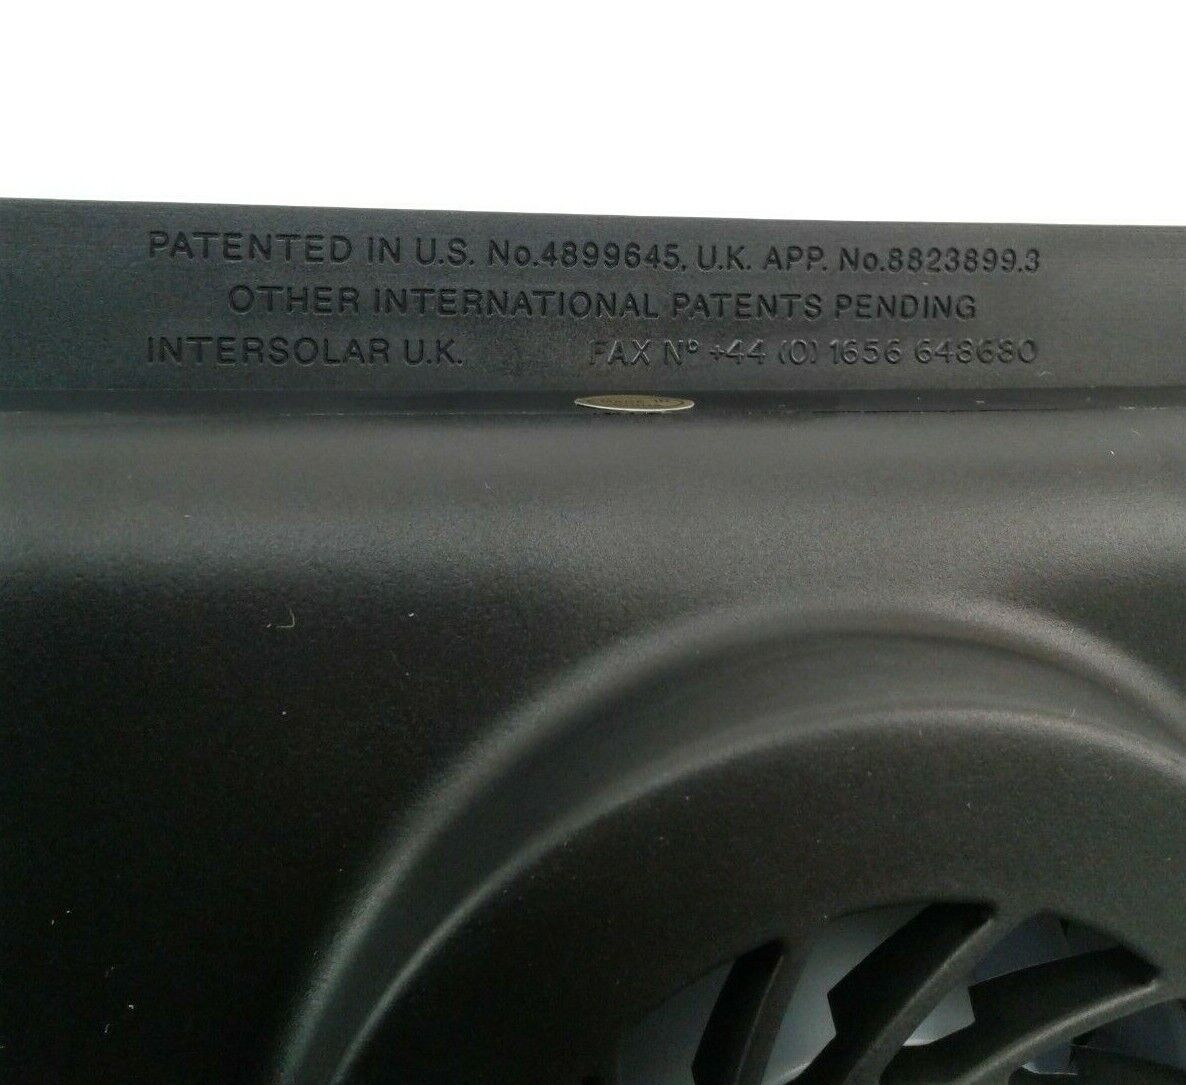 PATENTED IN U.S. No.4899645, U.K. APP. No.8823899.3
OTHER INTERNATIONAL PATENTS PENDING
INTERSOLAR U.K. FAX Nº +44 (0) 1656 648680